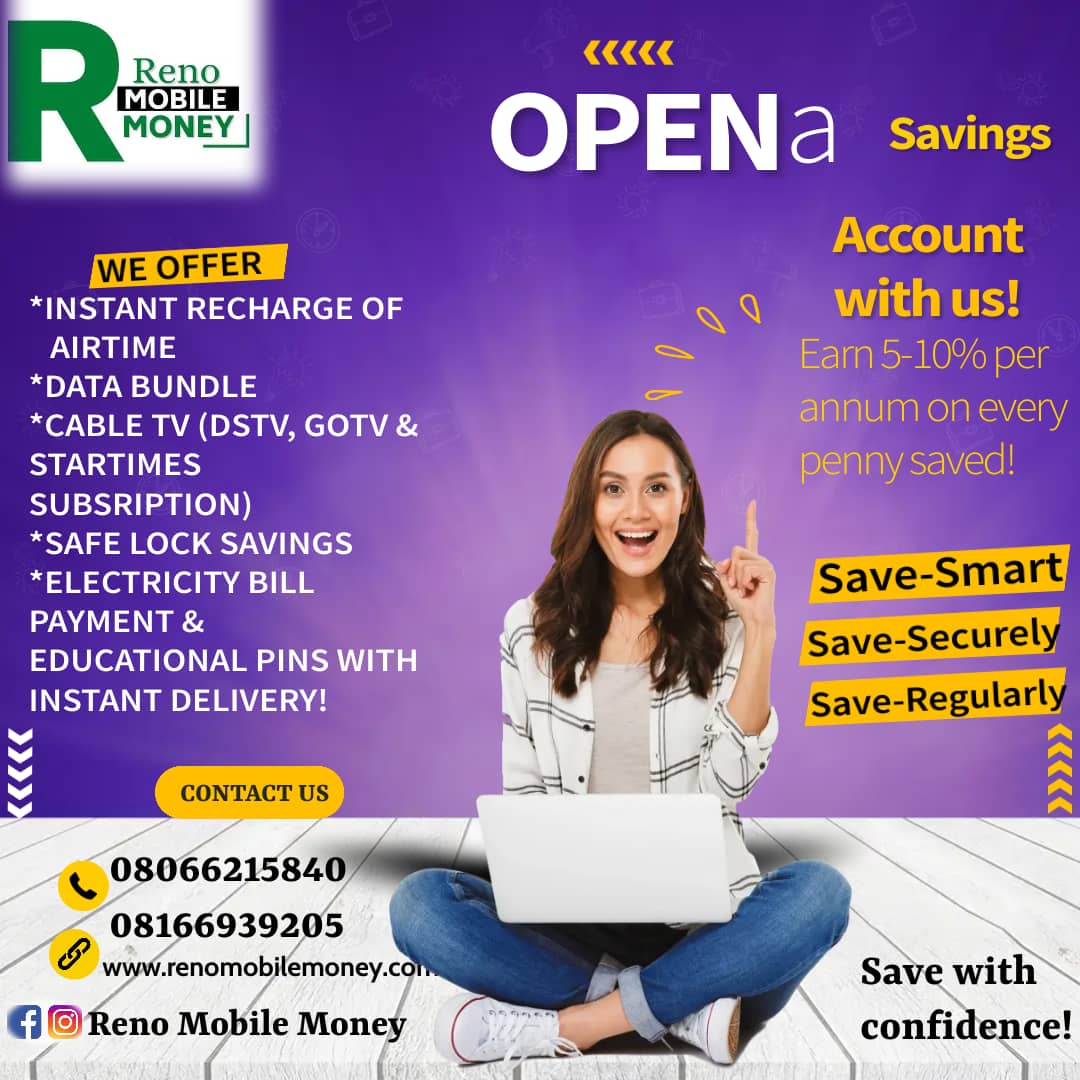 Reno
MOBILE
MONEY
OPEN a Savings
Account
with us!
Earn 5-10% per
annum on every
penny saved!
WE OFFER
*INSTANT RECHARGE OF
AIRTIME
*DATA BUNDLE
*CABLE TV (DSTV, GOTV &
STARTIMES
SUBSRIPTION)
*SAFE LOCK SAVINGS
*ELECTRICITY BILL
PAYMENT &
EDUCATIONAL PINS WITH
INSTANT DELIVERY!
Save-Smart
Save-Securely
Save-Regularly
CONTACT US
08066215840
08166939205
www.renomobilemoney.com
Reno Mobile Money
Save with
confidence!